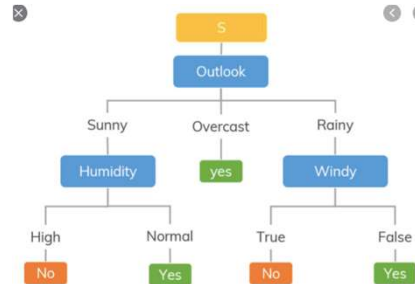 S
Outlook
Sunny Overcast Rainy
Humidity yes Windy
High Normal True False
No Yes No Yes